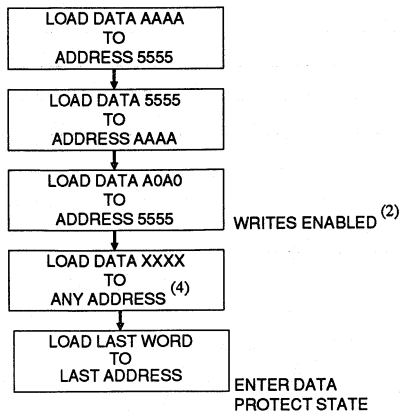 LOAD DATA AAAA
TO
ADDRESS 5555
LOAD DATA 5555
TO
ADDRESS AAAA
LOAD DATA A0A0
TO
ADDRESS 5555
WRITES ENABLED (2)
LOAD DATA XXXX
TO
ANY ADDRESS (4)
LOAD LAST WORD
TO
LAST ADDRESS
ENTER DATA
PROTECT STATE